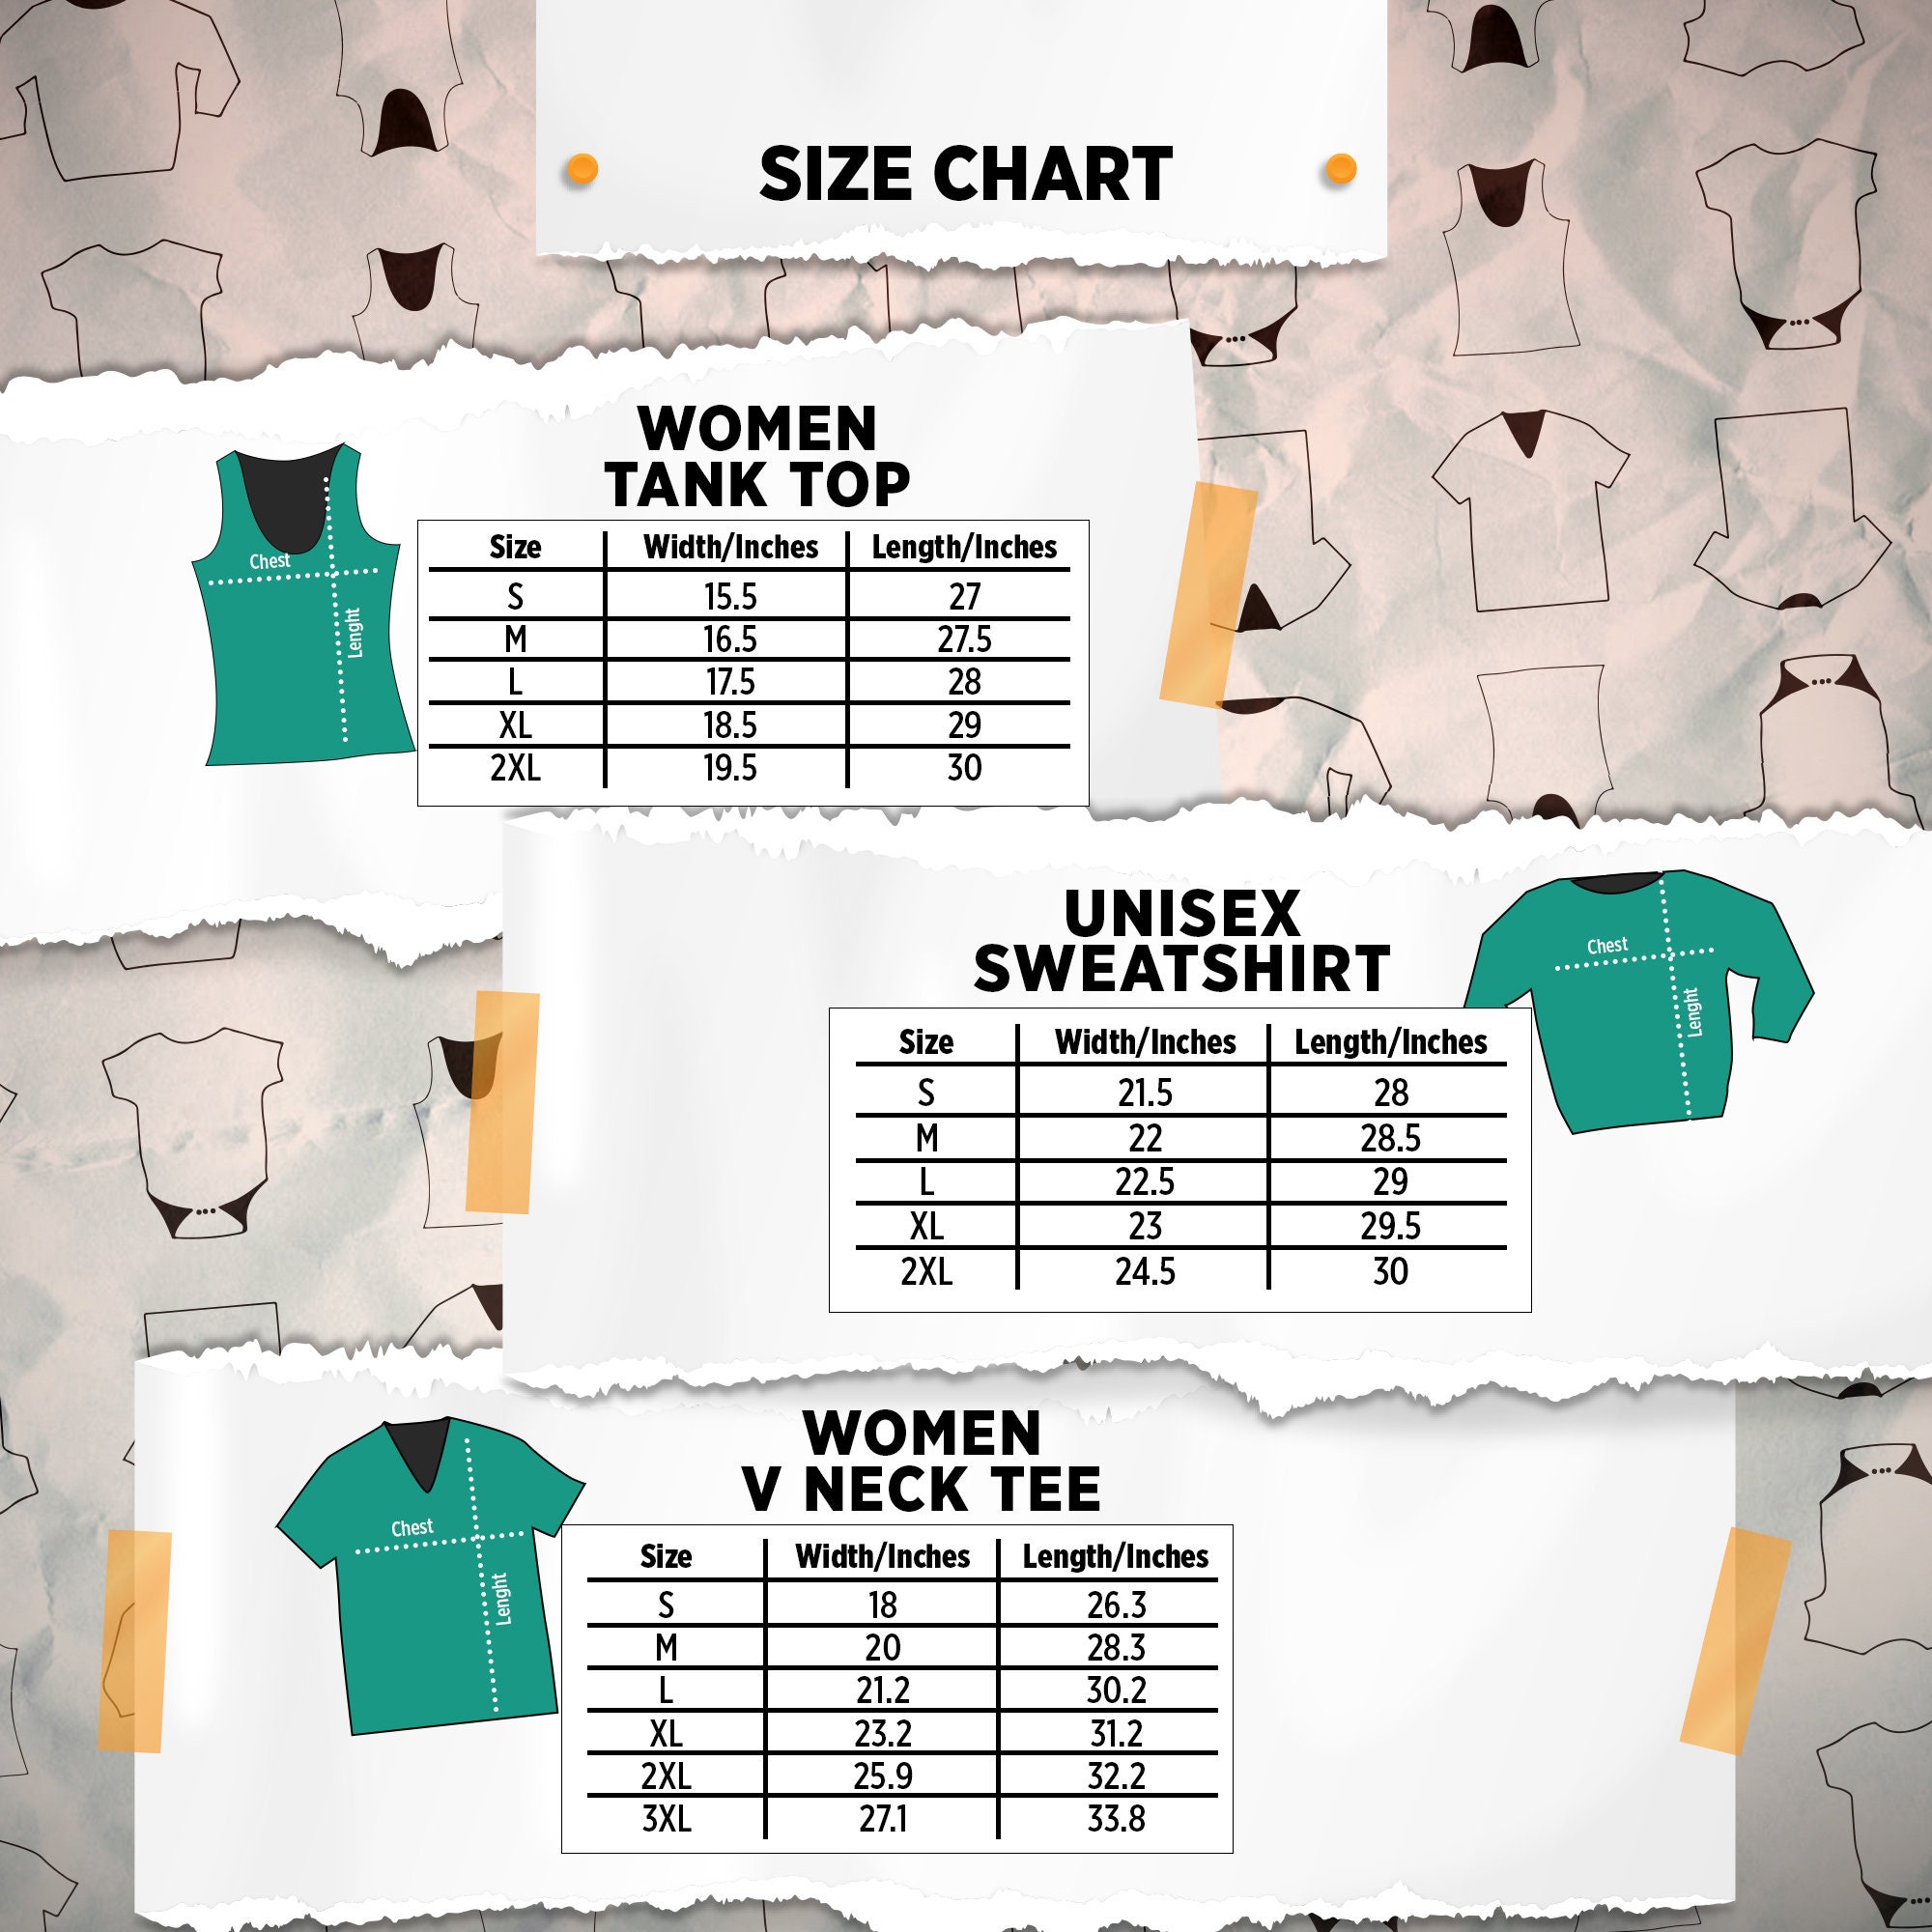 SIZE CHART
WOMEN
TANK TOP
Chest
Lenght
Size Width/Inches Length/Inches
S 15.5 27
M 16.5 27.5
L 17.5 28
XL 18.5 29
2XL 19.5 30
UNISEX
SWEATSHIRT
Chest
Lenght
Size Width/Inches Length/Inches
S 21.5 28
M 22 28.5
L 22.5 29
XL 23 29.5
2XL 24.5 30
WOMEN
V NECK TEE
Chest
Lenght
Size Width/Inches Length/Inches
S 18 26.3
M 20 28.3
L 21.2 30.2
XL 23.2 31.2
2XL 25.9 32.2
3XL 27.1 33.8